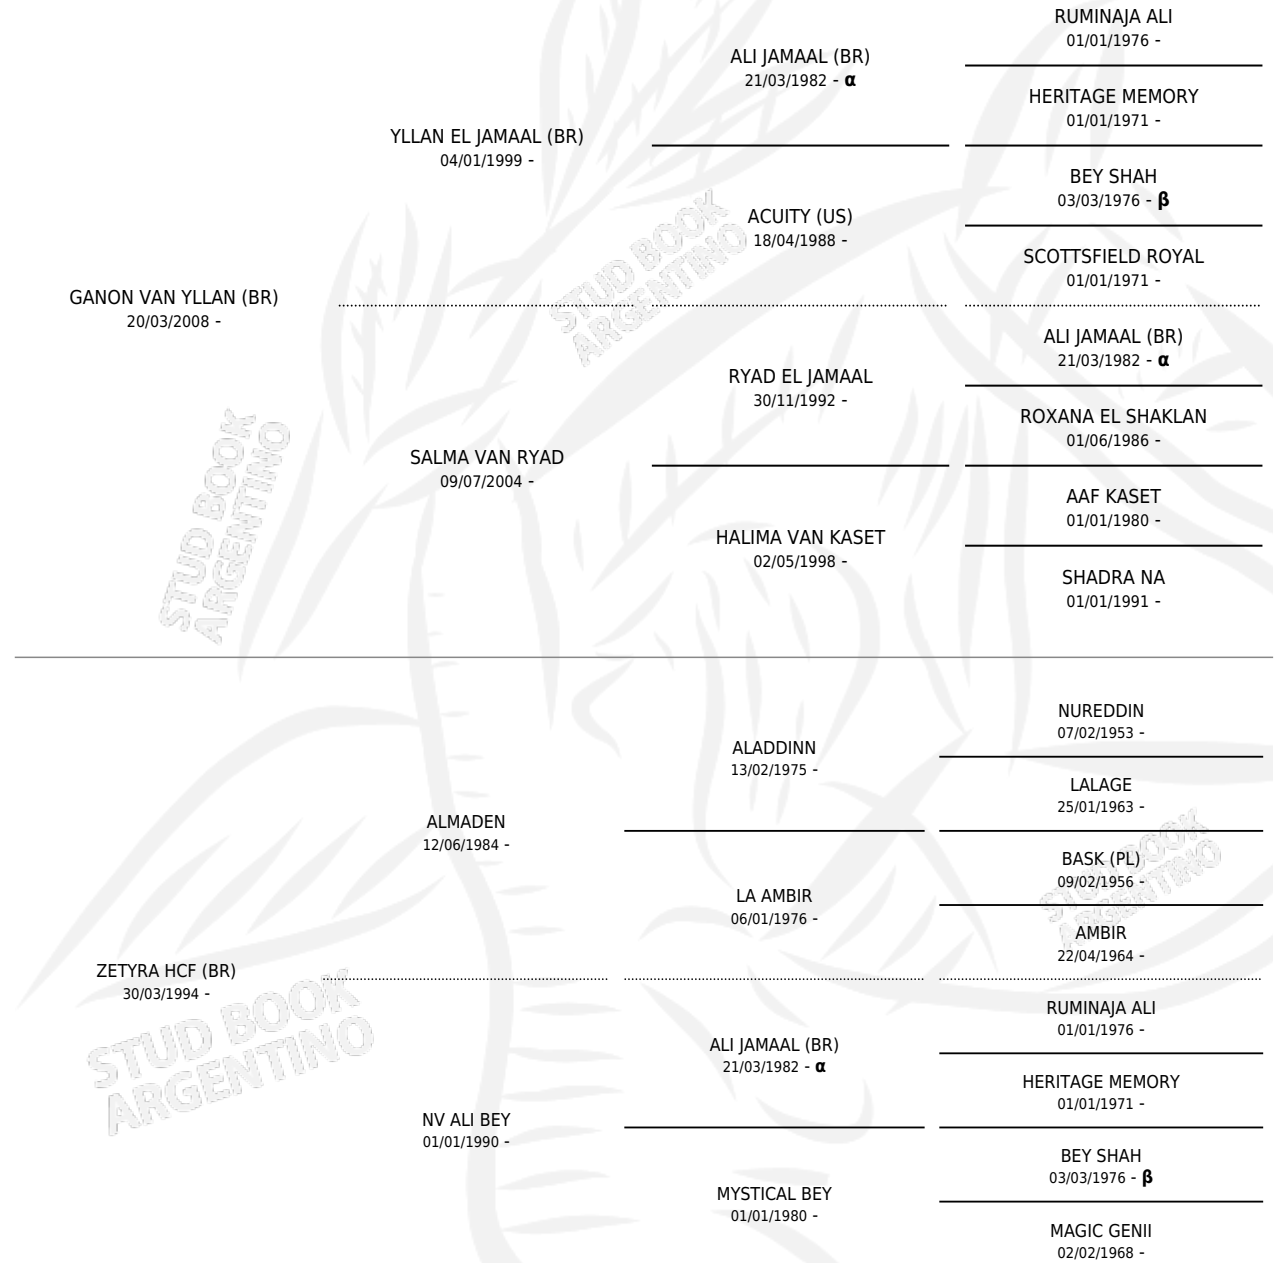 RUMINAJA ALI
01/01/1976 -
ALI JAMAAL (BR)
21/03/1982 - α
HERITAGE MEMORY
01/01/1971 -
YLLAN EL JAMAAL (BR)
04/01/1999 -
BEY SHAH
03/03/1976 - β
ACUITY (US)
18/04/1988 -
SCOTTSFIELD ROYAL
01/01/1971 -
GANON VAN YLLAN (BR)
20/03/2008 -
ALI JAMAAL (BR)
21/03/1982 - α
RYAD EL JAMAAL
30/11/1992 -
ROXANA EL SHAKLAN
01/06/1986 -
SALMA VAN RYAD
09/07/2004 -
AAF KASET
01/01/1980 -
HALIMA VAN KASET
02/05/1998 -
SHADRA NA
01/01/1991 -
STUD BOOK
ARGENTINO
STUD BOOK
ARGENTINO
NUREDDIN
07/02/1953 -
ALADDINN
13/02/1975 -
LALAGE
25/01/1963 -
ALMADEN
12/06/1984 -
BASK (PL)
09/02/1956 -
LA AMBIR
06/01/1976 -
AMBIR
22/04/1964 -
ZETYRA HCF (BR)
30/03/1994 -
RUMINAJA ALI
01/01/1976 -
ALI JAMAAL (BR)
21/03/1982 - α
HERITAGE MEMORY
01/01/1971 -
NV ALI BEY
01/01/1990 -
BEY SHAH
03/03/1976 - β
MYSTICAL BEY
01/01/1980 -
MAGIC GENII
02/02/1968 -
STUD BOOK
ARGENTINO
STUD BOOK
ARGENTINO